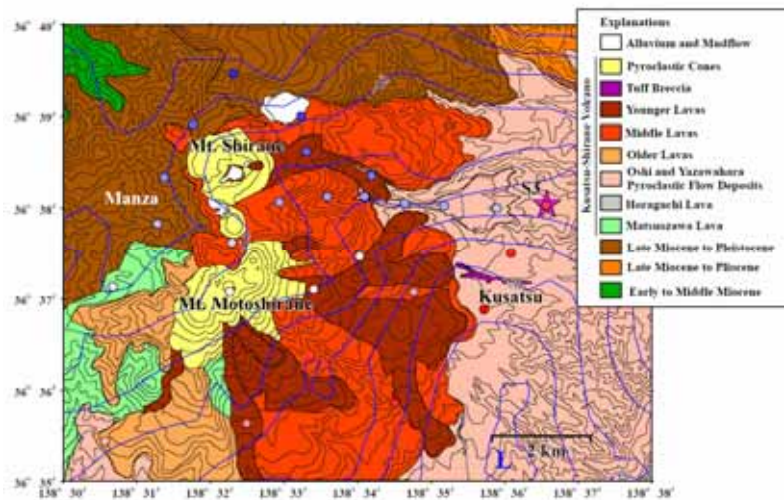 36° 40'
36° 39'
36° 38'
36° 37'
36° 36'
36° 35'
138° 30' 138° 31' 138° 32' 138° 33' 138° 34' 138° 35' 138° 36' 138° 37' 138° 38'
Mt. Shirane
Manza
Mt. Motoshirane
Kusatsu
L
2 km
Kusatsu-Shirane Volcano
Explanations
Alluvium and Mudflow
Pyroclastic Cones
Tuff Breccia
Younger Lavas
Middle Lavas
Older Lavas
Oshi and Yazawahara
Pyroclastic Flow Deposits
Horaguchi Lava
Matsuzawa Lava
Late Miocene to Pleistocene
Late Miocene to Pliocene
Early to Middle Miocene